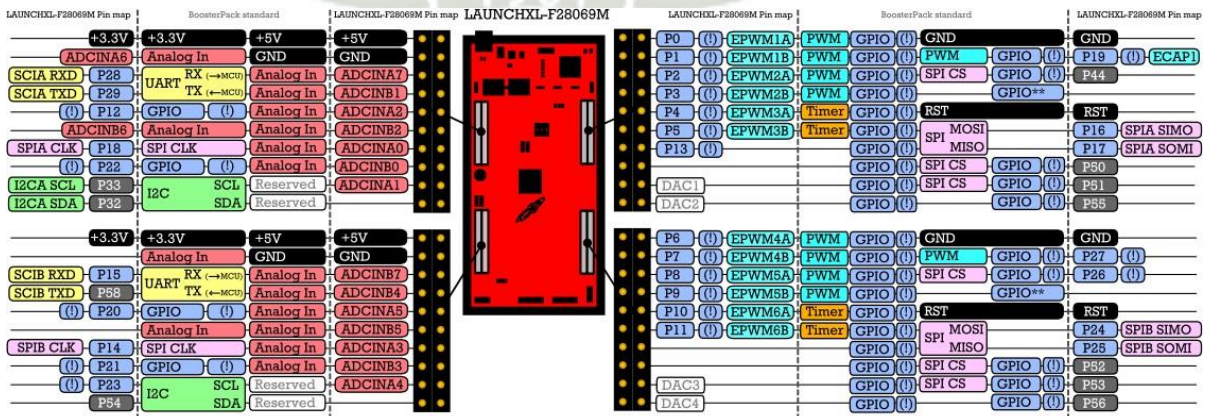 LAUNCHXL-F28069M Pin map BoosterPack standard LAUNCHXL-F28069M Pin map LAUNCHXL-F28069M LAUNCHXL-F28069M Pin map BoosterPack standard LAUNCHXL-F28069M Pin map
+3.3V +3.3V +5V +5V P0 (!) EPWM1A PWM GPIO (!) GND GND
ADCINA6 Analog In GND GND P1 (!) EPWM1B PWM GPIO (!) PWM GPIO (!) P19 (!) ECAP1
SCIA RXD P28 UART RX (→MCU) Analog In ADCINA7 P2 (!) EPWM2A PWM GPIO (!) SPI CS GPIO (!) P44
SCIA TXD P29 TX (←MCU) Analog In ADCINB1 P3 (!) EPWM2B PWM GPIO (!) GPIO**
(!) P12 GPIO (!) Analog In ADCINA2 P4 (!) EPWM3A Timer GPIO (!) RST RST
ADCINB6 Analog In Analog In ADCINB2 P5 (!) EPWM3B Timer GPIO (!) SPI MOSI P16 SPIA SIMO
SPIA CLK P18 SPI CLK Analog In ADCINA0 P13 (!) GPIO (!) MISO P17 SPIA SOMI
(!) P22 GPIO (!) Analog In ADCINB0 GPIO (!) SPI CS GPIO (!) P50
I2CA SCL P33 I2C SCL Reserved ADCINA1 DAC1 GPIO (!) SPI CS GPIO (!) P51
I2CA SDA P32 SDA Reserved DAC2 GPIO (!) GPIO (!) P55
+3.3V +3.3V +5V +5V P6 (!) EPWM4A PWM GPIO (!) GND GND
Analog In GND GND P7 (!) EPWM4B PWM GPIO (!) PWM GPIO (!) P27 (!)
SCIB RXD P15 UART RX (→MCU) Analog In ADCINB7 P8 (!) EPWM5A PWM GPIO (!) SPI CS GPIO (!) P26 (!)
SCIB TXD P58 TX (←MCU) Analog In ADCINB4 P9 (!) EPWM5B PWM GPIO (!) GPIO**
(!) P20 GPIO (!) Analog In ADCINA5 P10 (!) EPWM6A Timer GPIO (!) RST RST
Analog In Analog In ADCINB5 P11 (!) EPWM6B Timer GPIO (!) SPI MOSI P24 SPIB SIMO
SPIB CLK P14 SPI CLK Analog In ADCINA3 GPIO (!) MISO P25 SPIB SOMI
(!) P21 GPIO (!) Analog In ADCINB3 GPIO (!) SPI CS GPIO (!) P52
(!) P23 I2C SCL Reserved ADCINA4 DAC3 GPIO (!) SPI CS GPIO (!) P53
P54 SDA Reserved DAC4 GPIO (!) GPIO (!) P56